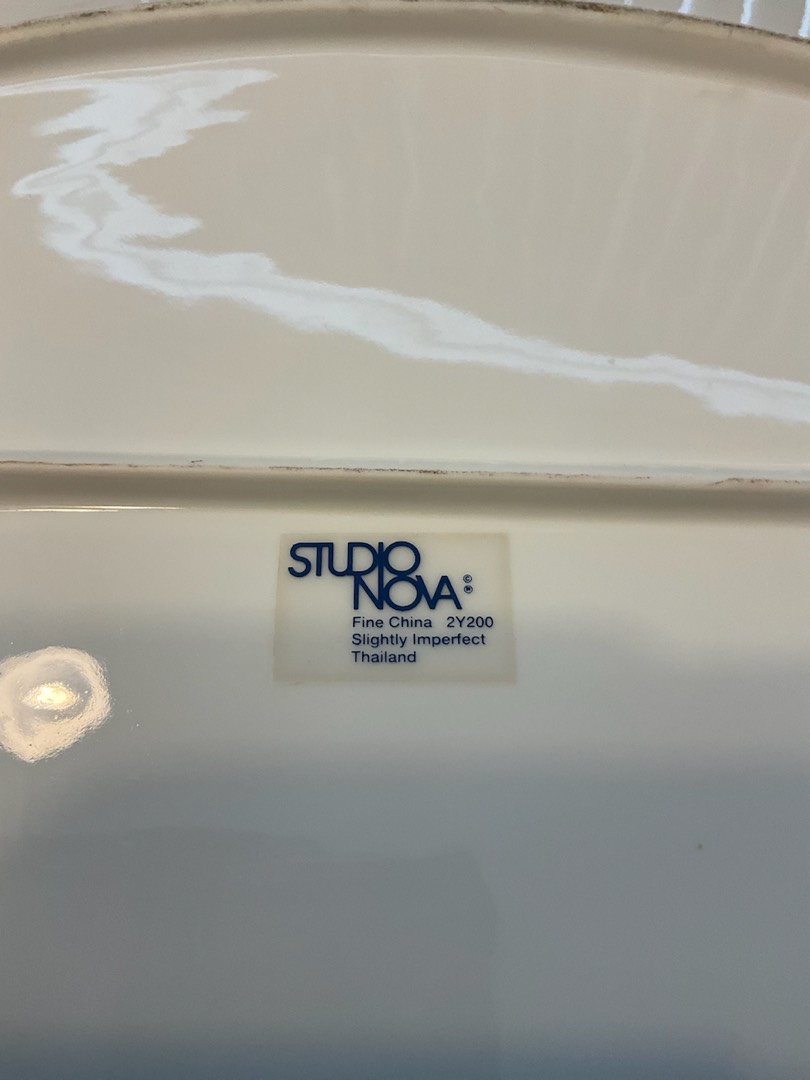 STUDIO
NOVA © ®
Fine China 2Y200
Slightly Imperfect
Thailand